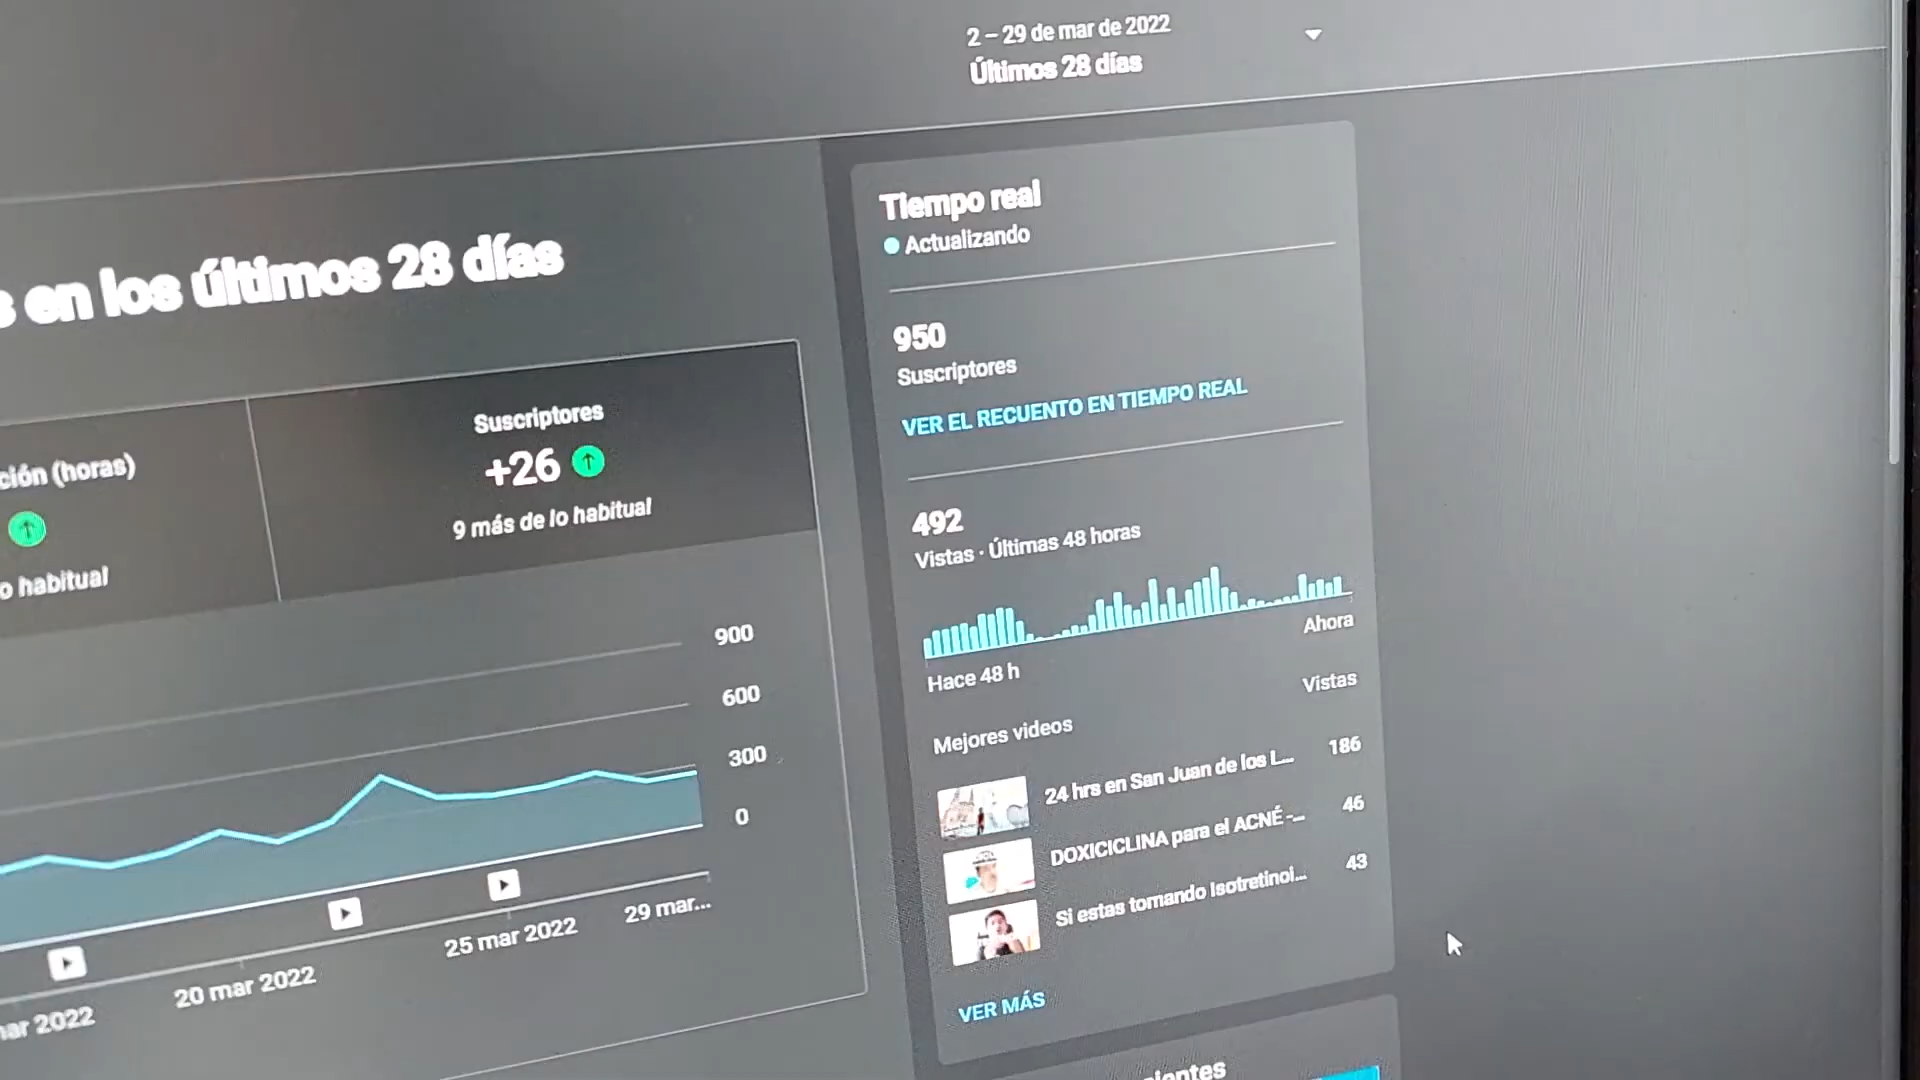 2 – 29 de mar de 2022
Últimos 28 días
s en los últimos 28 días
ción (horas)
o habitual
Suscriptores
+26
9 más de lo habitual
900
600
300
0
ar 2022
20 mar 2022
25 mar 2022
29 mar...
Tiempo real
Actualizando
950
Suscriptores
VER EL RECUENTO EN TIEMPO REAL
492
Vistas · Últimas 48 horas
Hace 48 h
Ahora
Mejores videos
Vistas
24 hrs en San Juan de los L... 186
DOXICICLINA para el ACNÉ -... 46
Si estas tomando Isotretinoi... 43
VER MÁS
ientes